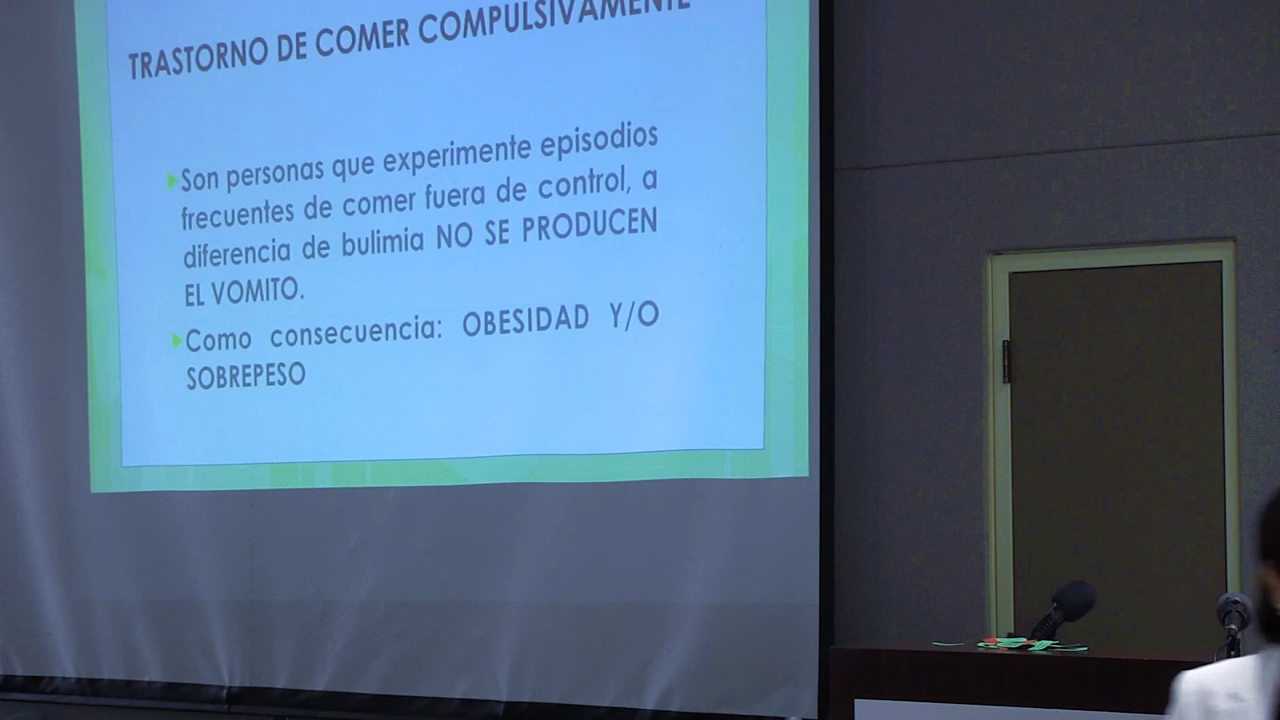 TRASTORNO DE COMER COMPULSIVAMENTE
Son personas que experimente episodios
frecuentes de comer fuera de control, a
diferencia de bulimia NO SE PRODUCEN
EL VOMITO.
Como consecuencia: OBESIDAD Y/O
SOBREPESO